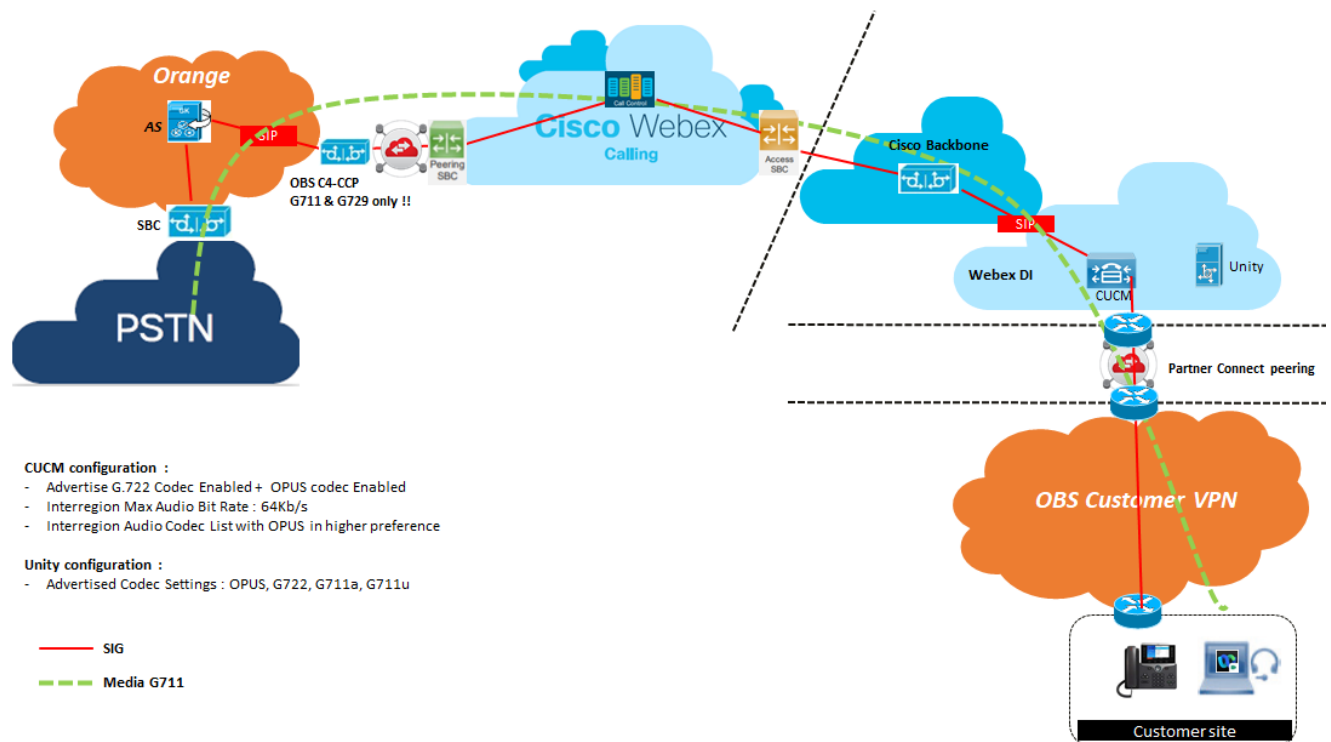 Orange
AS
SIP
OBS C4-CCP
G711 & G729 only !!
Peering
SBC
Call Control
Cisco Webex
Calling
Access
SBC
Cisco Backbone
SBC
SIP
Webex DI
CUCM
Unity
PSTN
Partner Connect peering
CUCM configuration :
- Advertise G.722 Codec Enabled + OPUS codec Enabled
- Interregion Max Audio Bit Rate : 64Kb/s
- Interregion Audio Codec List with OPUS in higher preference
Unity configuration :
- Advertised Codec Settings : OPUS, G722, G711a, G711u
SIG
Media G711
OBS Customer VPN
Customer site